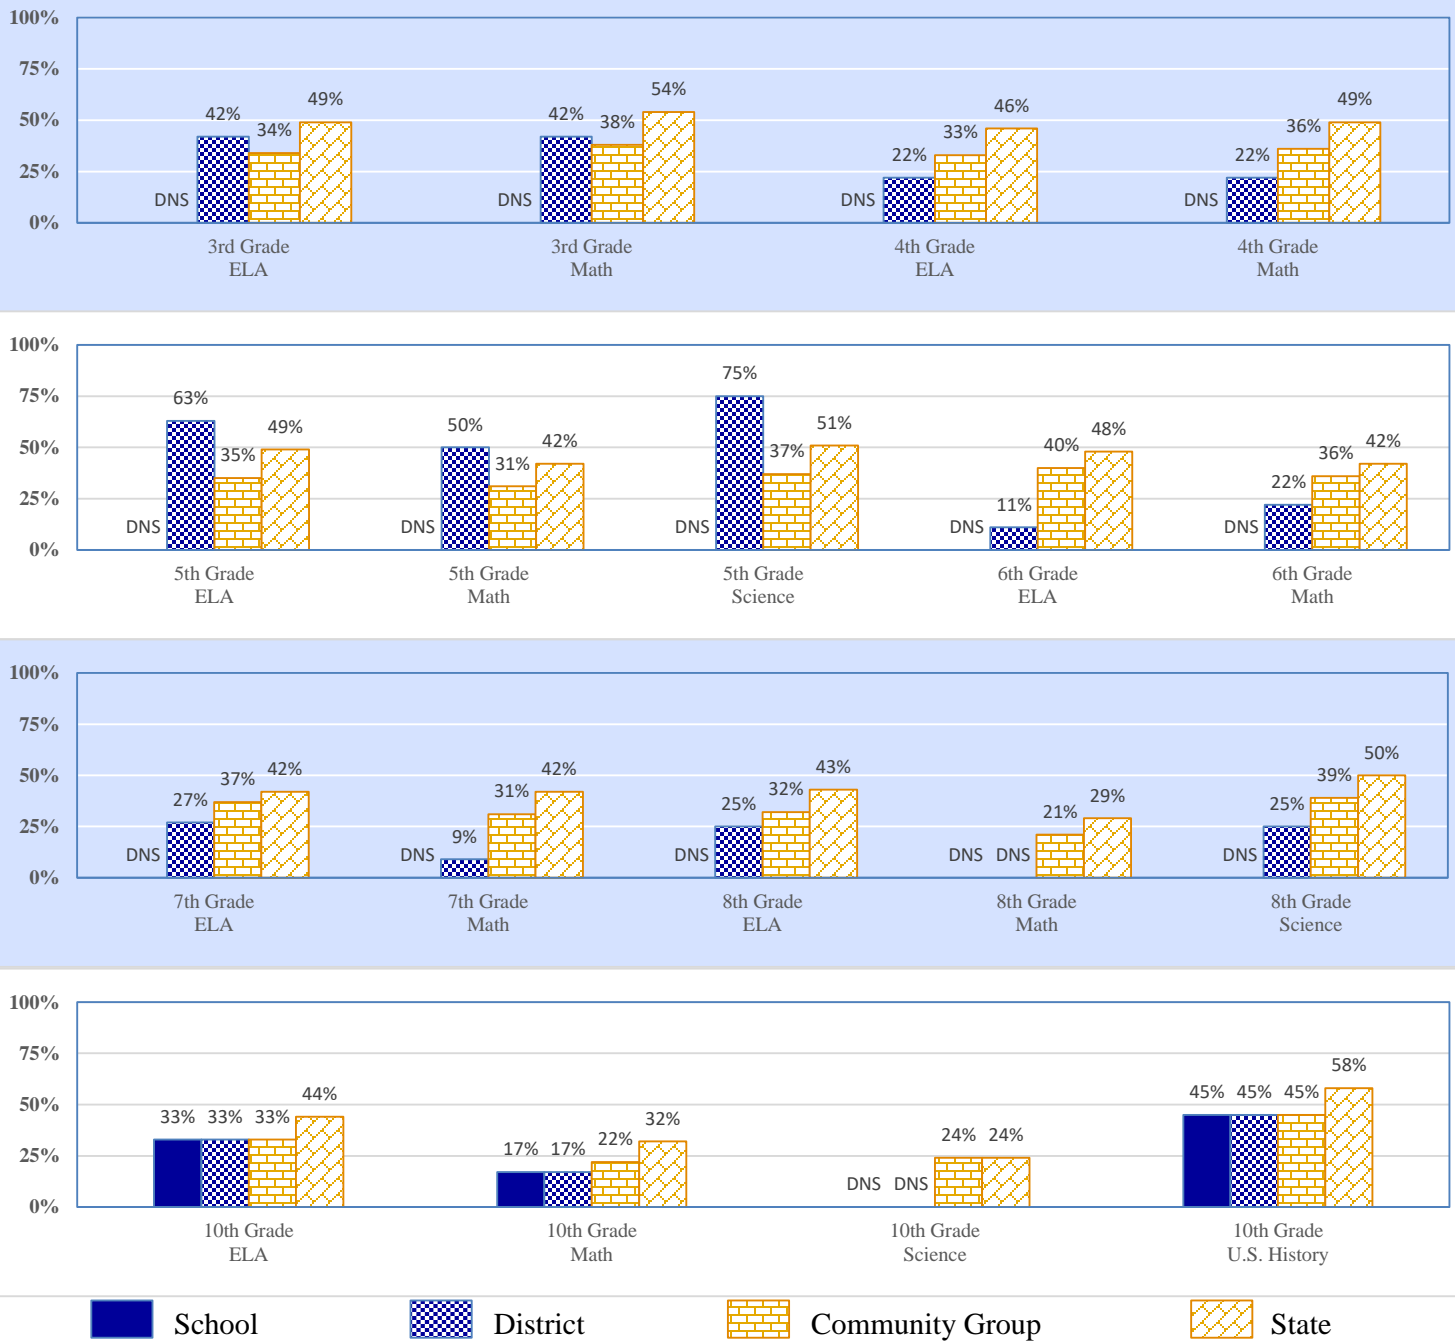 100%
75%
50%
25%
0%
DNS 42% 34% 49%
DNS 42% 38% 54%
DNS 22% 33% 46%
DNS 22% 36% 49%
3rd Grade
ELA
3rd Grade
Math
4th Grade
ELA
4th Grade
Math
100%
75%
50%
25%
0%
DNS 63% 35% 49%
DNS 50% 31% 42%
DNS 75% 37% 51%
DNS 11% 40% 48%
DNS 22% 36% 42%
5th Grade
ELA
5th Grade
Math
5th Grade
Science
6th Grade
ELA
6th Grade
Math
100%
75%
50%
25%
0%
DNS 27% 37% 42%
DNS 9% 31% 42%
DNS 25% 32% 43%
DNS DNS 21% 29%
DNS 25% 39% 50%
7th Grade
ELA
7th Grade
Math
8th Grade
ELA
8th Grade
Math
8th Grade
Science
100%
75%
50%
25%
0%
33% 33% 33% 44%
17% 17% 22% 32%
DNS DNS 24% 24%
45% 45% 45% 58%
10th Grade
ELA
10th Grade
Math
10th Grade
Science
10th Grade
U.S. History
School
District
Community Group
State